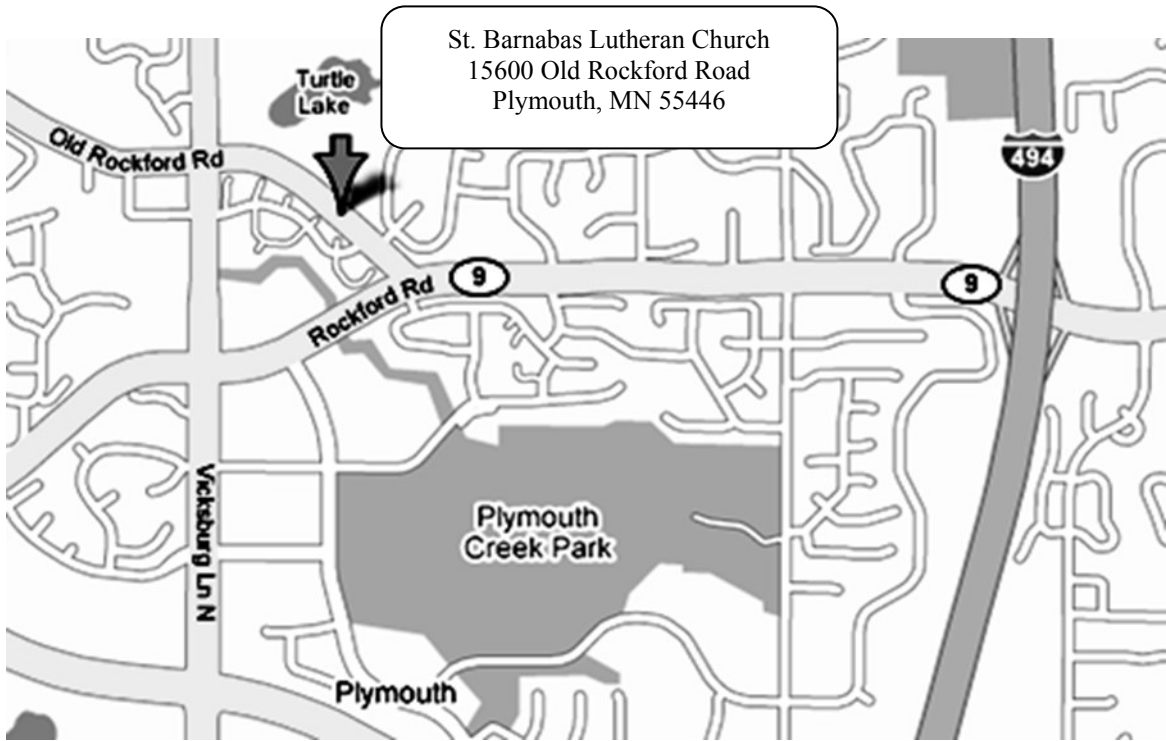 St. Barnabas Lutheran Church
15600 Old Rockford Road
Plymouth, MN 55446
Turtle
Lake
Old Rockford Rd
494
9
9
Rockford Rd
Vicksburg Ln N
Plymouth
Creek Park
Plymouth